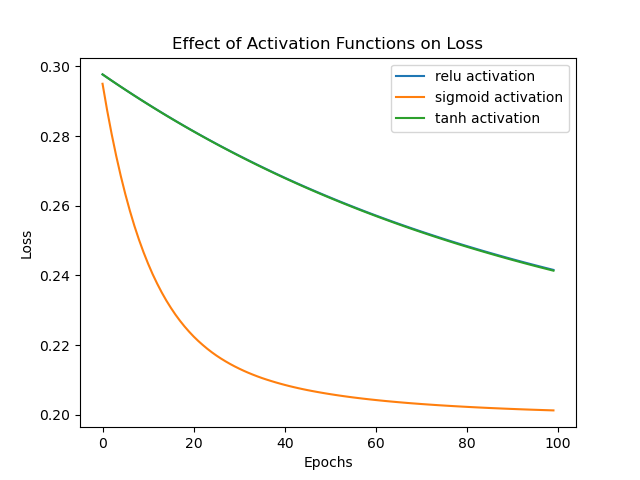 Effect of Activation Functions on Loss
relu activation
sigmoid activation
tanh activation
0.30
0.28
0.26
0.24
0.22
0.20
Loss
0 20 40 60 80 100
Epochs